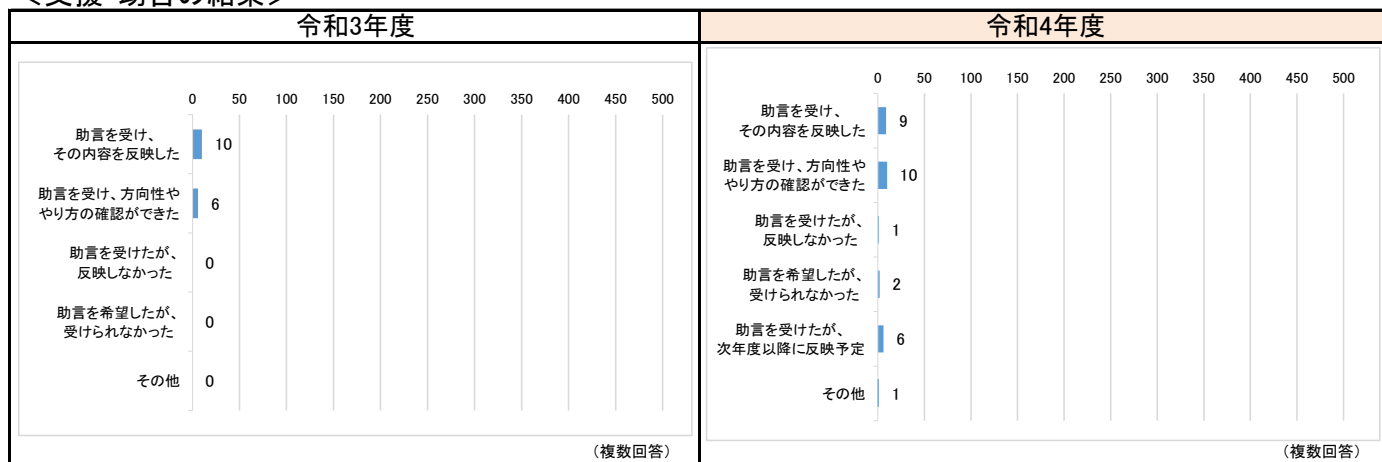 ＜支援・助言の結果＞
令和3年度
0 50 100 150 200 250 300 350 400 450 500
助言を受け、
その内容を反映した
10
助言を受け、方向性や
やり方の確認ができた
6
助言を受けたが、
反映しなかった
0
助言を希望したが、
受けられなかった
0
その他
0
（複数回答）
令和4年度
0 50 100 150 200 250 300 350 400 450 500
助言を受け、
その内容を反映した
9
助言を受け、方向性や
やり方の確認ができた
10
助言を受けたが、
反映しなかった
1
助言を希望したが、
受けられなかった
2
助言を受けたが、
次年度以降に反映予定
6
その他
1
（複数回答）